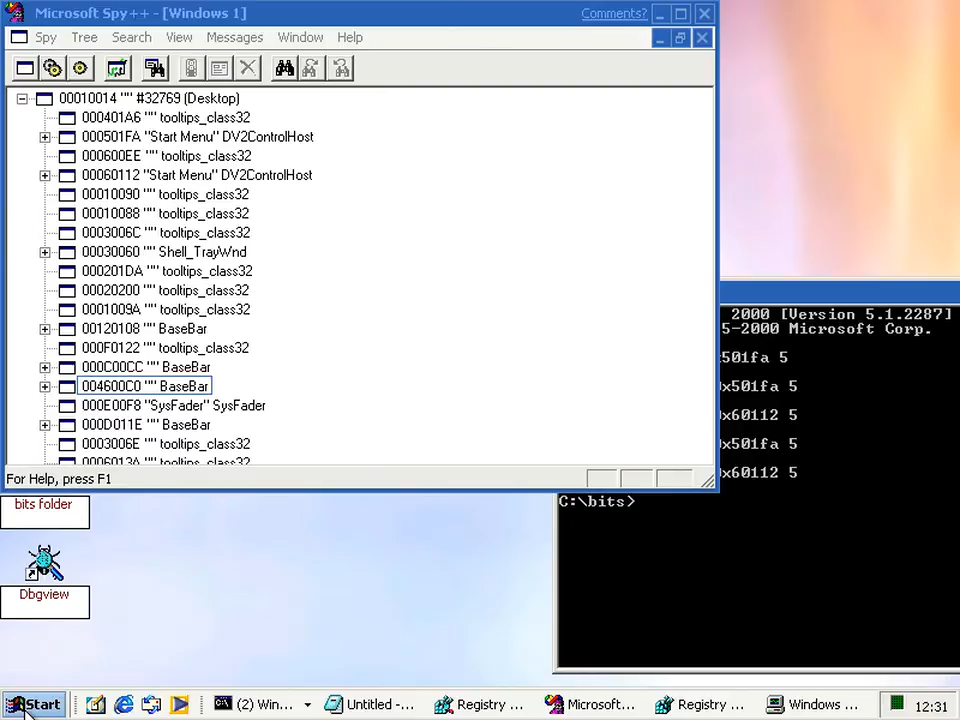 Microsoft Spy++ - [Windows 1]
Comments?
Spy Tree Search View Messages Window Help
00010014 "" #32769 (Desktop)
000401A6 "" tooltips_class32
000501FA "Start Menu" DV2ControlHost
000600EE "" tooltips_class32
00060112 "Start Menu" DV2ControlHost
00010090 "" tooltips_class32
00010088 "" tooltips_class32
0003006C "" tooltips_class32
00030060 "" Shell_TrayWnd
000201DA "" tooltips_class32
00020200 "" tooltips_class32
0001009A "" tooltips_class32
00120108 "" BaseBar
000F0122 "" tooltips_class32
000C00CC "" BaseBar
004600C0 "" BaseBar
000E00F8 "SysFader" SysFader
000D011E "" BaseBar
0003006E "" tooltips_class32
0006013A "" tooltips_class32
For Help, press F1
2000 [Version 5.1.2287]
5-2000 Microsoft Corp.
x501fa 5
x501fa 5
x60112 5
x501fa 5
x60112 5
C:\bits>
bits folder
Dbgview
Start
(2) Win...
Untitled -...
Registry ...
Microsoft...
Registry ...
Windows ...
12:31